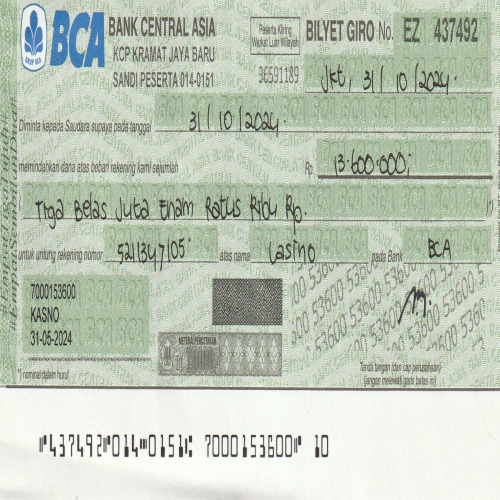 BCA BANK CENTRAL ASIA
KCP KRAMAT JAYA BARU
SANDI PESERTA 014-0151
Peserta Kliring
Warkat Luar Wilayah
36591189
BILYET GIRO No. EZ 437492
Jkt, 31/10/2024.
Diminta kepada Saudara supaya pada tanggal 31/10/2024.
memindahkan dana atas beban rekening kami sejumlah Rp. 13.600.000,-
Tiga Belas Juta Enam Ratus Ribu Rp.
untuk untung rekening nomor 521347105 atas nama Casino pada Bank BCA
7000153600
KASNO
31-05-2024
METERAI PERCETAKAN
*) nominal dalam huruf
Tanda tangan (dan cap perusahaan)
(jangan melewati garis batas ini)
437492 014 0151 7000153600 10